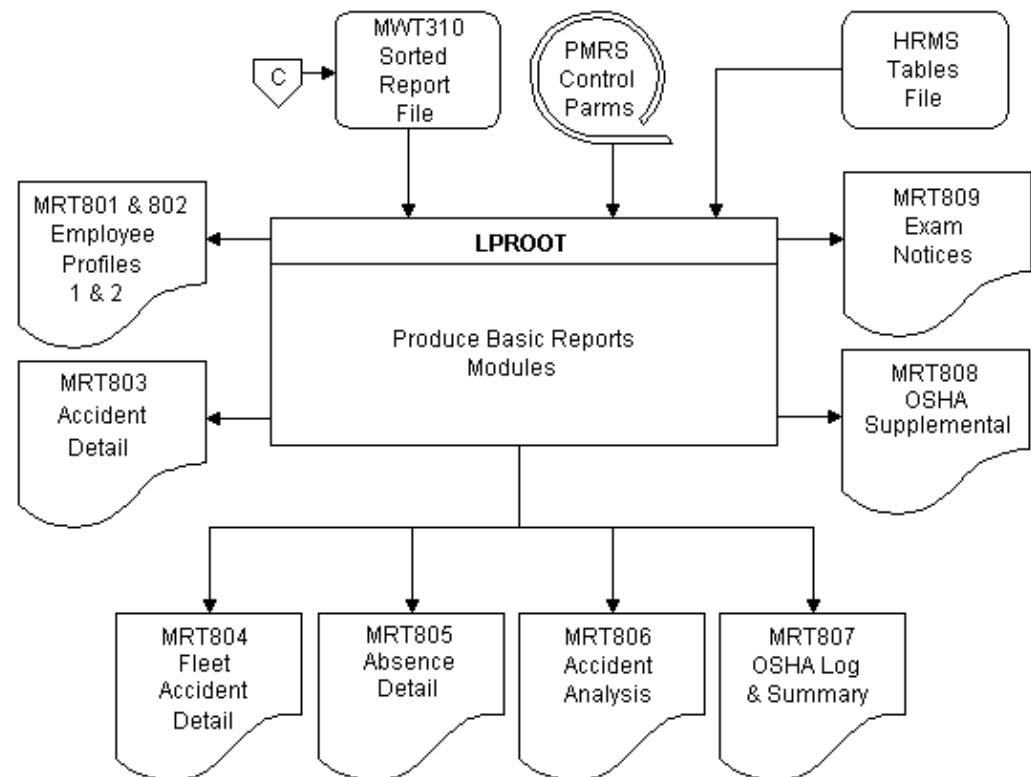 C
MWT310
Sorted
Report
File
PMRS
Control
Parms
HRMS
Tables
File
MRT801 & 802
Employee
Profiles
1 & 2
LPROOT
Produce Basic Reports
Modules
MRT809
Exam
Notices
MRT803
Accident
Detail
MRT808
OSHA
Supplemental
MRT804
Fleet
Accident
Detail
MRT805
Absence
Detail
MRT806
Accident
Analysis
MRT807
OSHA Log
& Summary